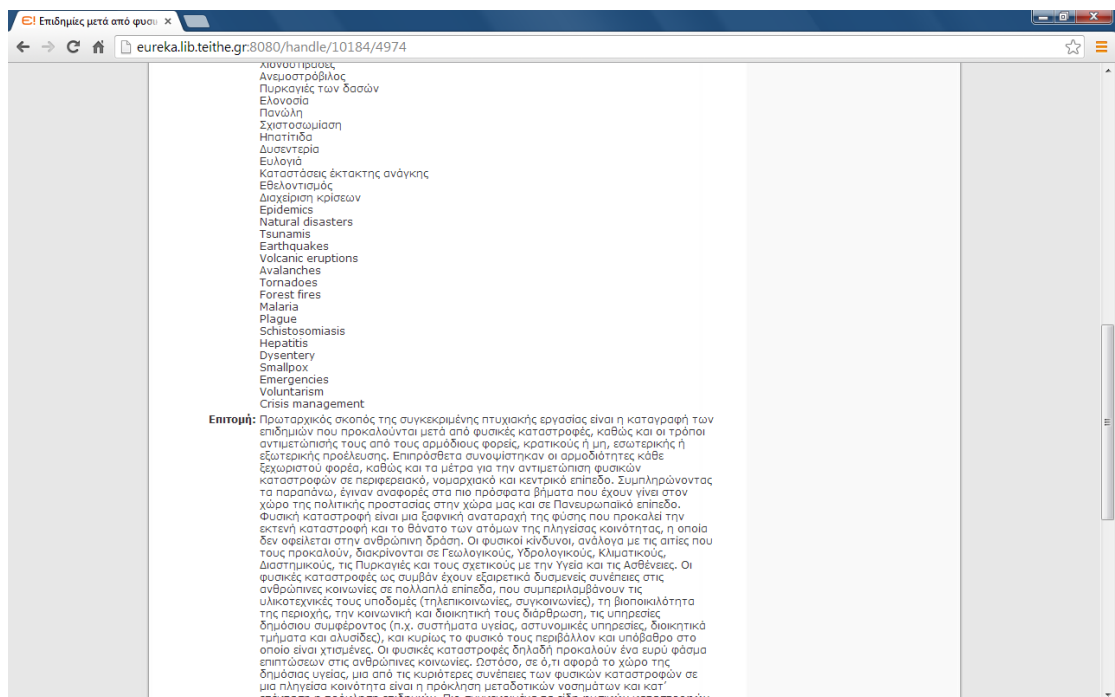 Επιδημίες μετά από φυσι
eureka.lib.teithe.gr:8080/handle/10184/4974
Χιονοστιβάδες
Ανεμοστρόβιλος
Πυρκαγιές των δασών
Ελονοσία
Πανώλη
Σχιστοσωμίαση
Ηπατίτιδα
Δυσεντερία
Ευλογιά
Καταστάσεις έκτακτης ανάγκης
Εθελοντισμός
Διαχείριση κρίσεων
Epidemics
Natural disasters
Tsunamis
Earthquakes
Volcanic eruptions
Avalanches
Tornadoes
Forest fires
Malaria
Plague
Schistosomiasis
Hepatitis
Dysentery
Smallpox
Emergencies
Voluntarism
Crisis management
Επιτομή: Πρωταρχικός σκοπός της συγκεκριμένης πτυχιακής εργασίας είναι η καταγραφή των
επιδημιών που προκαλούνται μετά από φυσικές καταστροφές, καθώς και οι τρόποι
αντιμετώπισής τους από τους αρμόδιους φορείς, κρατικούς ή μη, εσωτερικής ή
εξωτερικής προέλευσης. Επιπρόσθετα συνοψίστηκαν οι αρμοδιότητες κάθε
ξεχωριστού φορέα, καθώς και τα μέτρα για την αντιμετώπιση φυσικών
καταστροφών σε περιφερειακό, νομαρχιακό και κεντρικό επίπεδο. Συμπληρώνοντας
τα παραπάνω, έγιναν αναφορές στα πιο πρόσφατα βήματα που έχουν γίνει στον
χώρο της πολιτικής προστασίας στην χώρα μας και σε Πανευρωπαϊκό επίπεδο.
Φυσική καταστροφή είναι μια ξαφνική αναταραχή της φύσης που προκαλεί την
εκτενή καταστροφή και το θάνατο των ατόμων της πληγείσας κοινότητας, η οποία
δεν οφείλεται στην ανθρώπινη δράση. Οι φυσικοί κίνδυνοι, ανάλογα με τις αιτίες που
τους προκαλούν, διακρίνονται σε Γεωλογικούς, Υδρολογικούς, Κλιματικούς,
Διαστημικούς, τις Πυρκαγιές και τους σχετικούς με την Υγεία και τις Ασθένειες. Οι
φυσικές καταστροφές ως συμβάν έχουν εξαιρετικά δυσμενείς συνέπειες στις
ανθρώπινες κοινωνίες σε πολλαπλά επίπεδα, που συμπεριλαμβάνουν τις
υλικοτεχνικές τους υποδομές (τηλεπικοινωνίες, συγκοινωνίες), τη βιοποικιλότητα
της περιοχής, την κοινωνική και διοικητική τους διάρθρωση, τις υπηρεσίες
δημόσιου συμφέροντος (π.χ. συστήματα υγείας, αστυνομικές υπηρεσίες, διοικητικά
τμήματα και αλυσίδες), και κυρίως το φυσικό τους περιβάλλον και υπόβαθρο στο
οποίο είναι χτισμένες. Οι φυσικές καταστροφές δηλαδή προκαλούν ένα ευρύ φάσμα
επιπτώσεων στις ανθρώπινες κοινωνίες. Ωστόσο, σε ό,τι αφορά το χώρο της
δημόσιας υγείας, μια από τις κυριότερες συνέπειες των φυσικών καταστροφών σε
μια πληγείσα κοινότητα είναι η πρόκληση μεταδοτικών νοσημάτων και κατ'